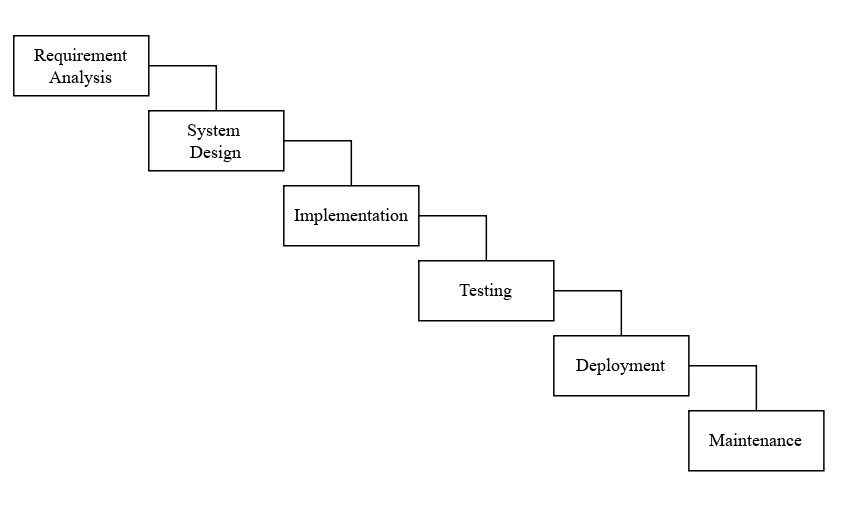 Requirement
Analysis
System
Design
Implementation
Testing
Deployment
Maintenance